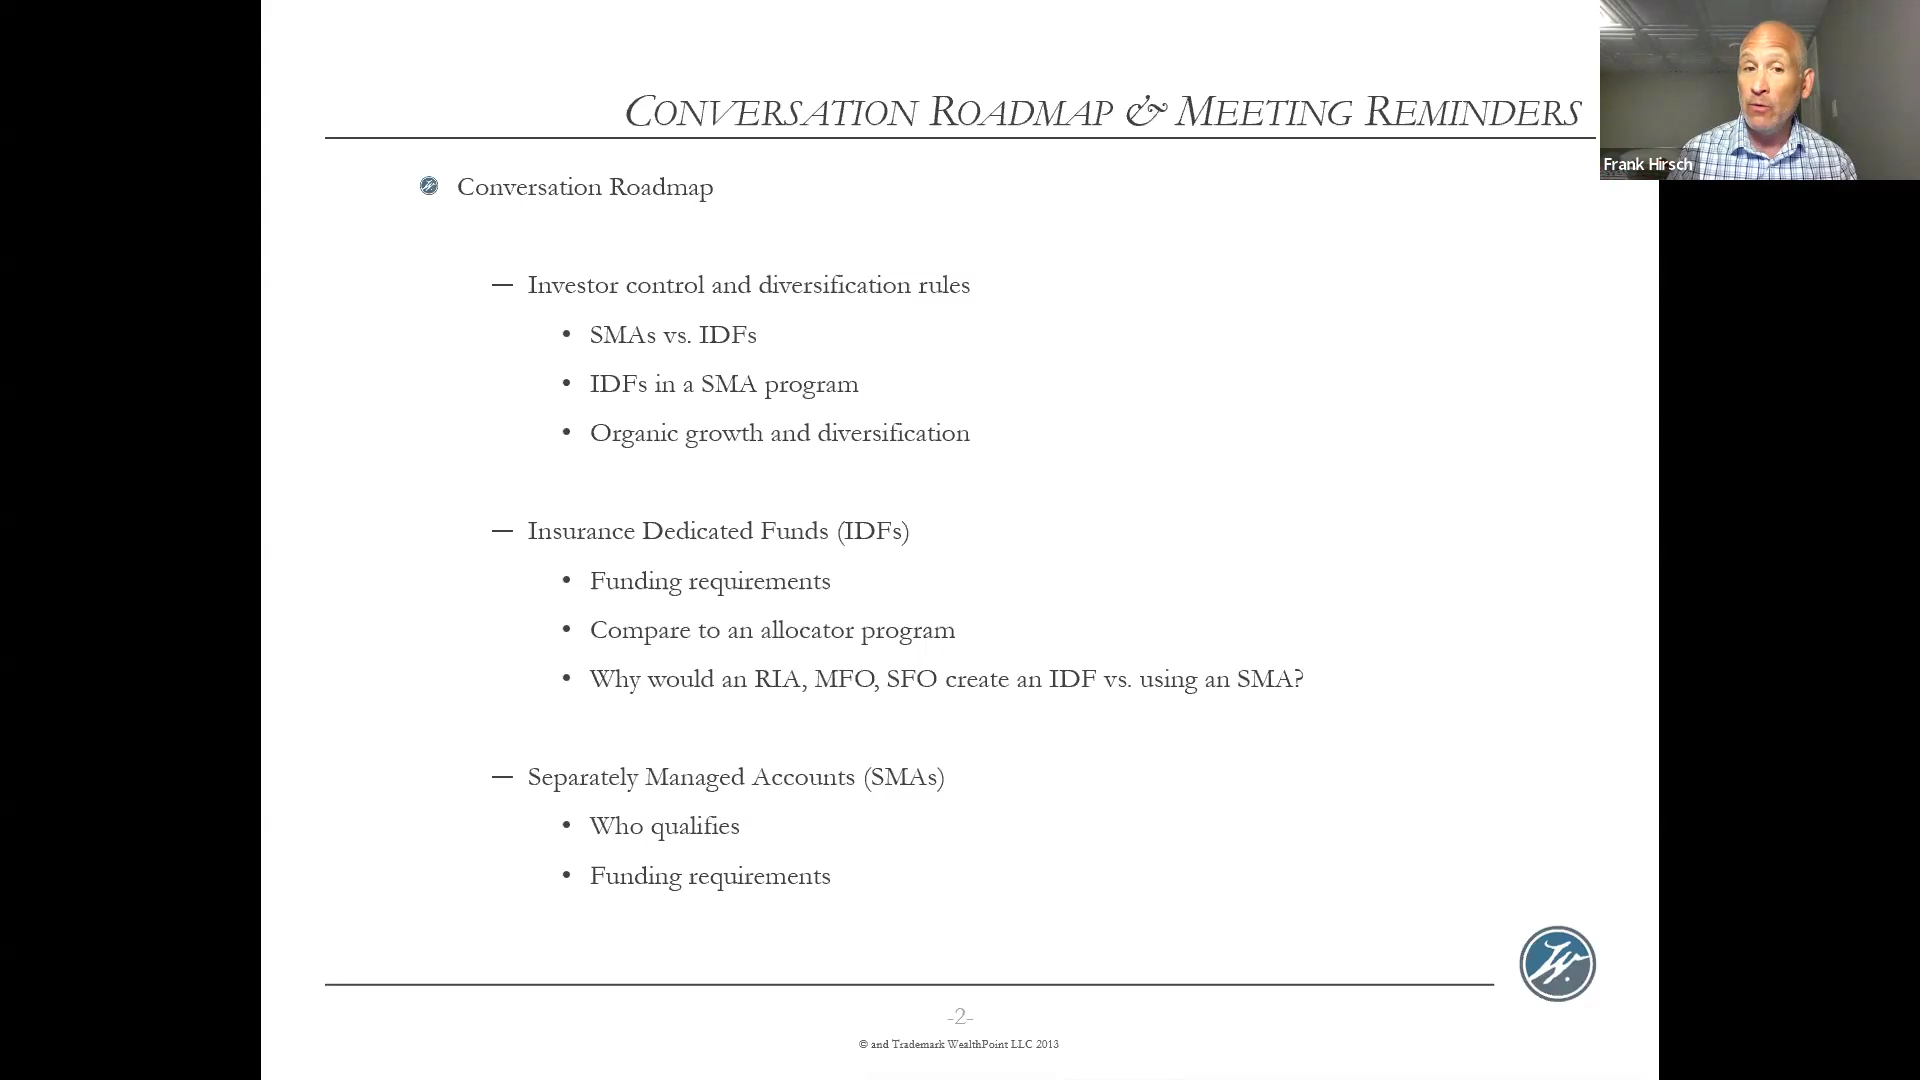 CONVERSATION ROADMAP & MEETING REMINDERS
Frank Hirsch
Conversation Roadmap
— Investor control and diversification rules
• SMAs vs. IDFs
• IDFs in a SMA program
• Organic growth and diversification
— Insurance Dedicated Funds (IDFs)
• Funding requirements
• Compare to an allocator program
• Why would an RIA, MFO, SFO create an IDF vs. using an SMA?
— Separately Managed Accounts (SMAs)
• Who qualifies
• Funding requirements
-2-
© and Trademark WealthPoint LLC 2013